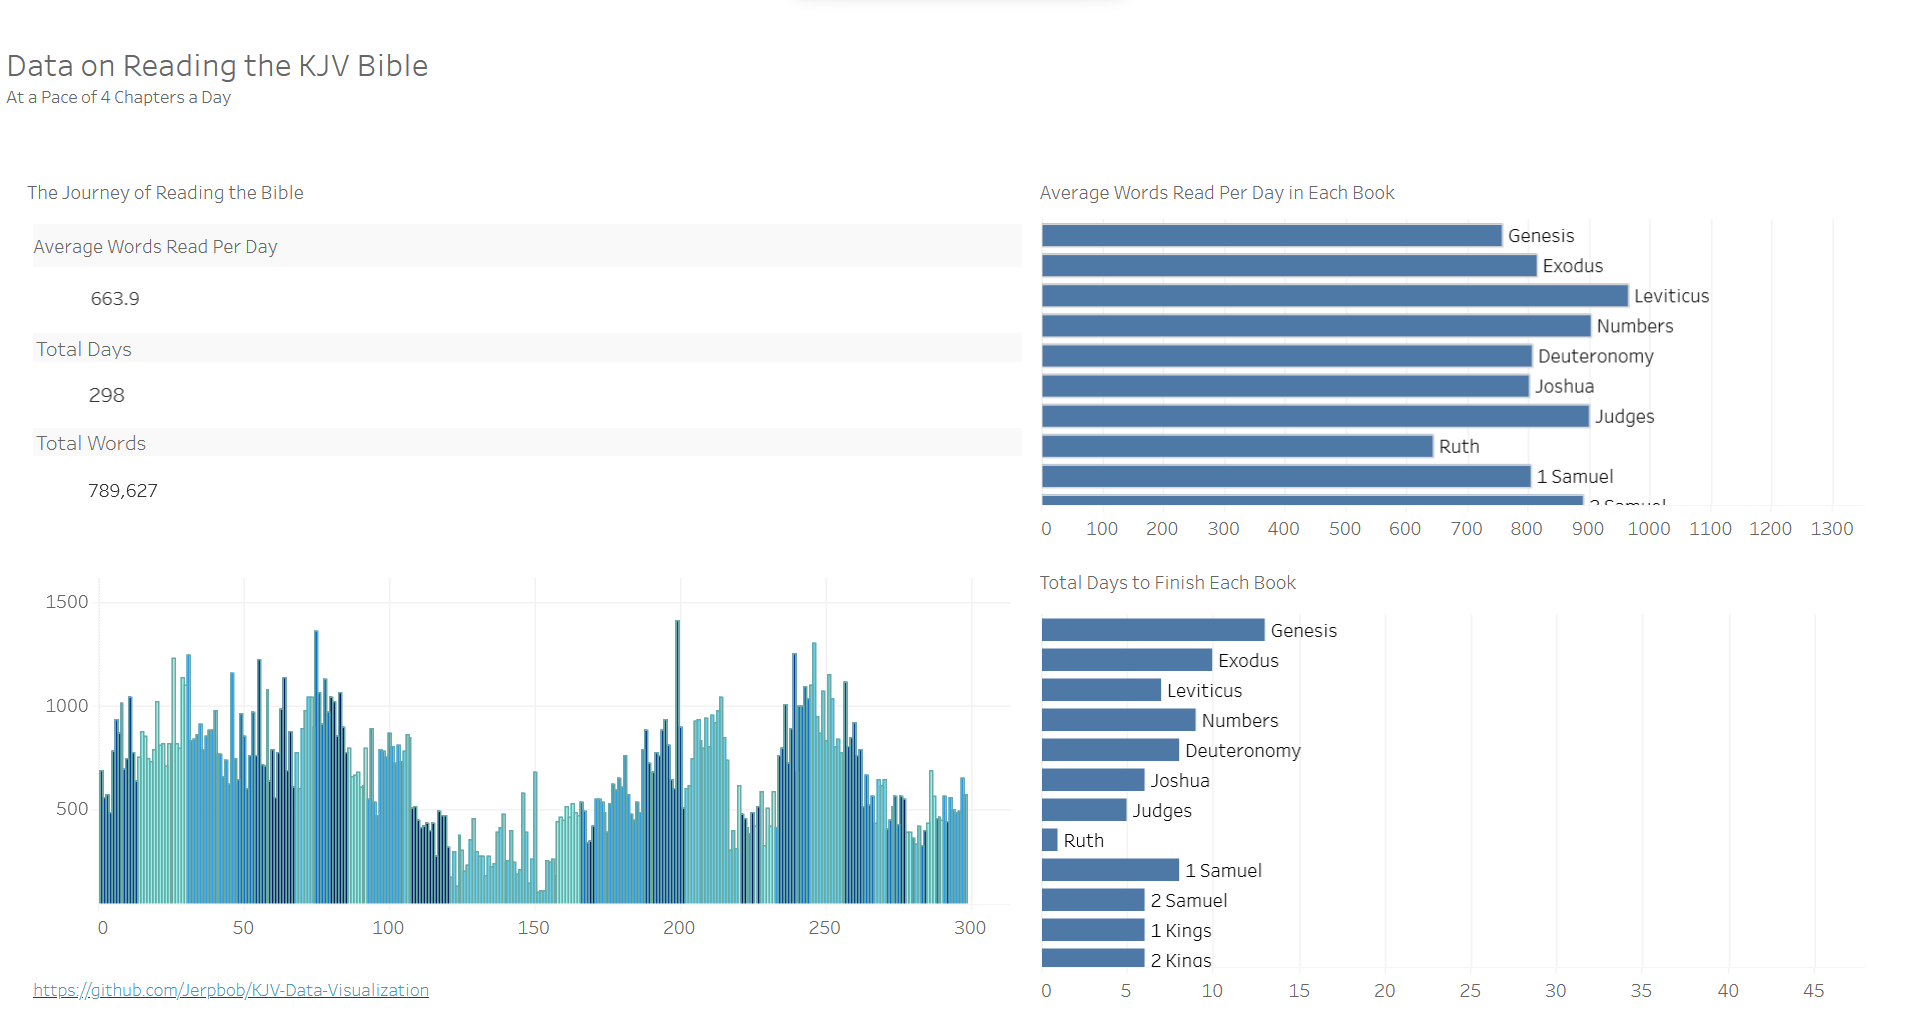 Data on Reading the KJV Bible
At a Pace of 4 Chapters a Day
The Journey of Reading the Bible
Average Words Read Per Day
663.9
Total Days
298
Total Words
789,627
1500
1000
500
0 50 100 150 200 250 300
https://github.com/Jerpbob/KJV-Data-Visualization
Average Words Read Per Day in Each Book
Genesis
Exodus
Leviticus
Numbers
Deuteronomy
Joshua
Judges
Ruth
1 Samuel
2 Samuel
0 100 200 300 400 500 600 700 800 900 1000 1100 1200 1300
Total Days to Finish Each Book
Genesis
Exodus
Leviticus
Numbers
Deuteronomy
Joshua
Judges
Ruth
1 Samuel
2 Samuel
1 Kings
2 Kings
0 5 10 15 20 25 30 35 40 45